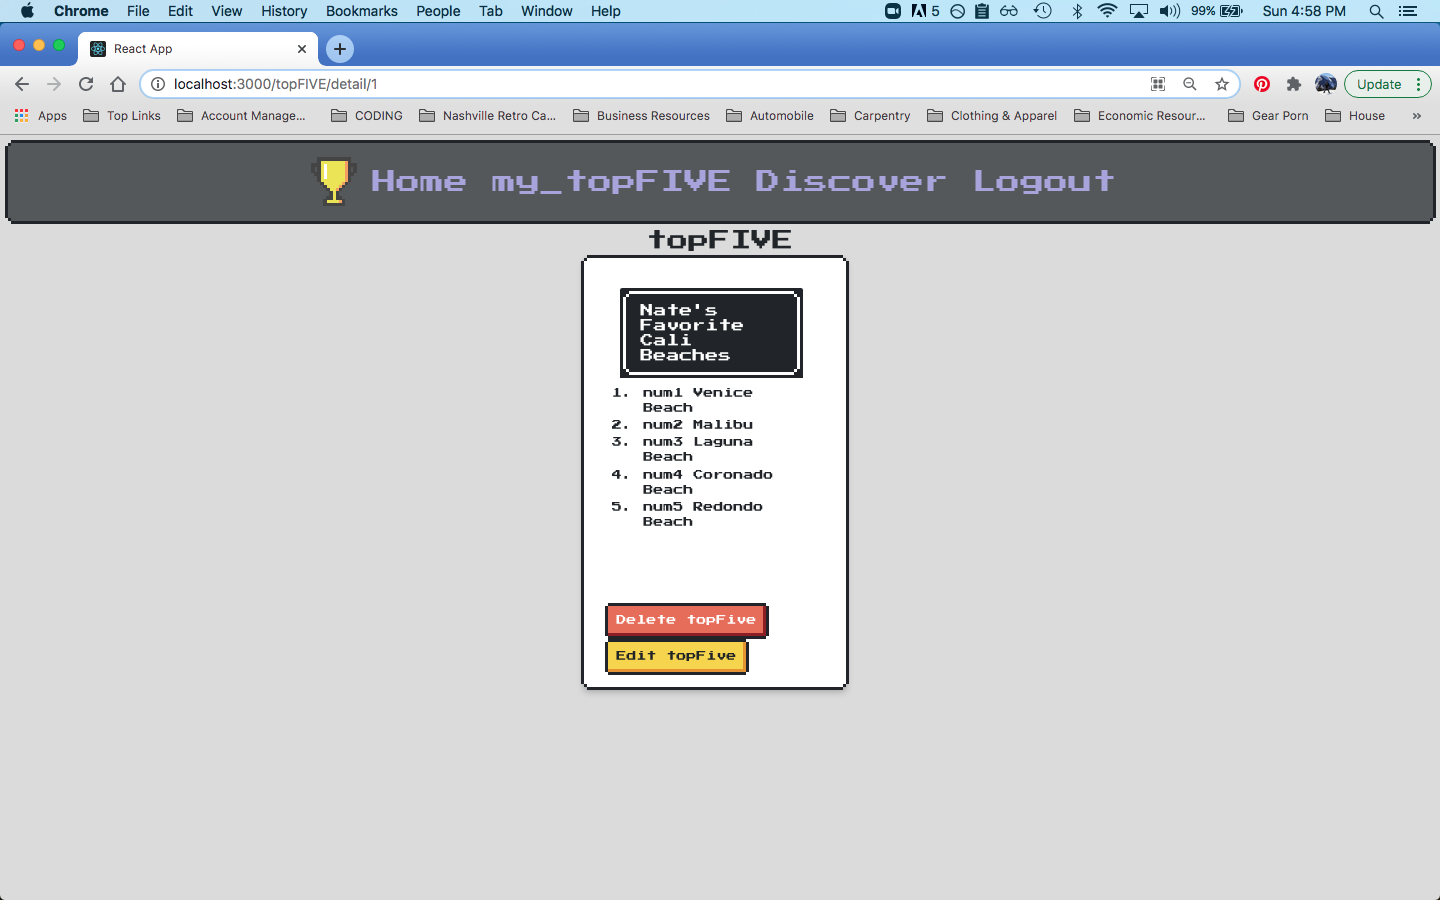 Chrome File Edit View History Bookmarks People Tab Window Help 5 99% Sun 4:58 PM
React App
localhost:3000/topFIVE/detail/1 Update
Apps Top Links Account Manage... CODING Nashville Retro Ca... Business Resources Automobile Carpentry Clothing & Apparel Economic Resour... Gear Porn House »
Home my_topFIVE Discover Logout
topFIVE
Nate's
Favorite
Cali
Beaches
1. num1 Venice
Beach
2. num2 Malibu
3. num3 Laguna
Beach
4. num4 Coronado
Beach
5. num5 Redondo
Beach
Delete topFive
Edit topFive